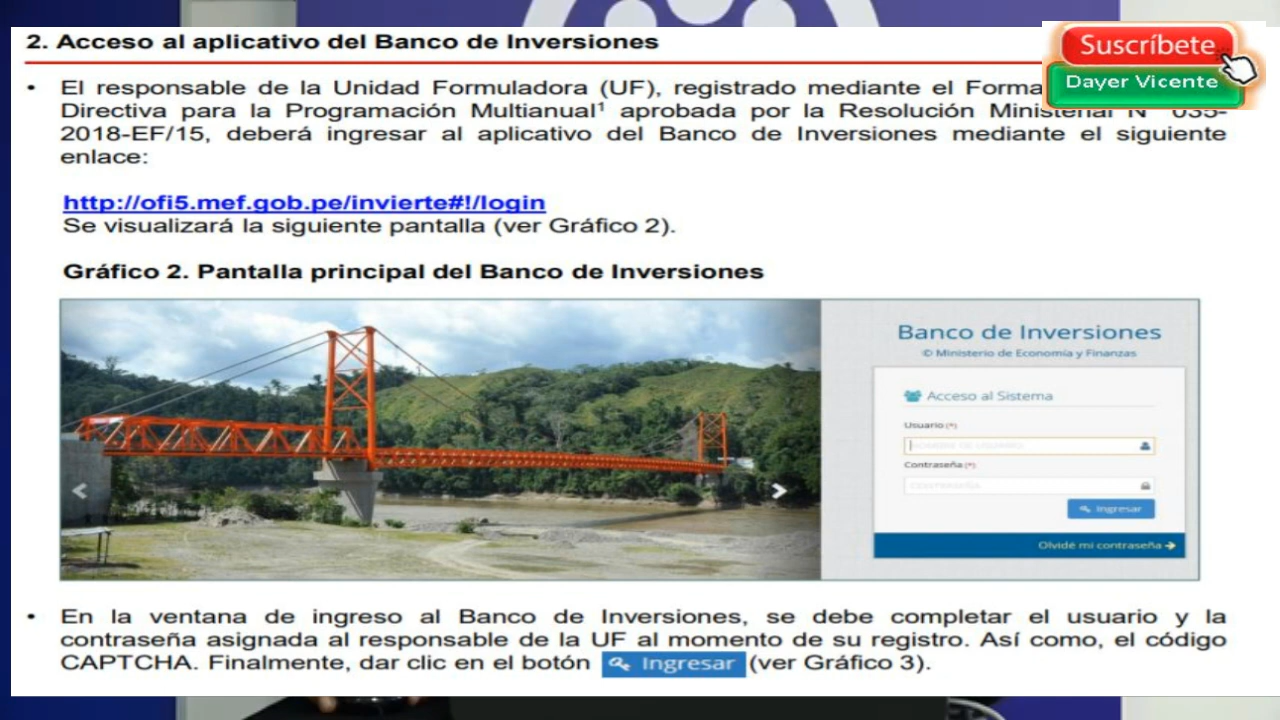 2. Acceso al aplicativo del Banco de Inversiones
Suscríbete
Dayer Vicente
• El responsable de la Unidad Formuladora (UF), registrado mediante el
Directiva para la Programación Multianual¹ aprobada por la Resolución Ministerial N° 035-
2018-EF/15, deberá ingresar al aplicativo del Banco de Inversiones mediante el siguiente
enlace:
http://ofi5.mef.gob.pe/invierte#!/login
Se visualizará la siguiente pantalla (ver Gráfico 2).
Gráfico 2. Pantalla principal del Banco de Inversiones
Banco de Inversiones
© Ministerio de Economía y Finanzas
Acceso al Sistema
Usuario (*)
NOMBRE DE USUARIO
Contraseña (*)
CONTRASEÑA
Ingresar
Olvidé mi contraseña
• En la ventana de ingreso al Banco de Inversiones, se debe completar el usuario y la
contraseña asignada al responsable de la UF al momento de su registro. Así como, el código
CAPTCHA. Finalmente, dar clic en el botón Ingresar (ver Gráfico 3).